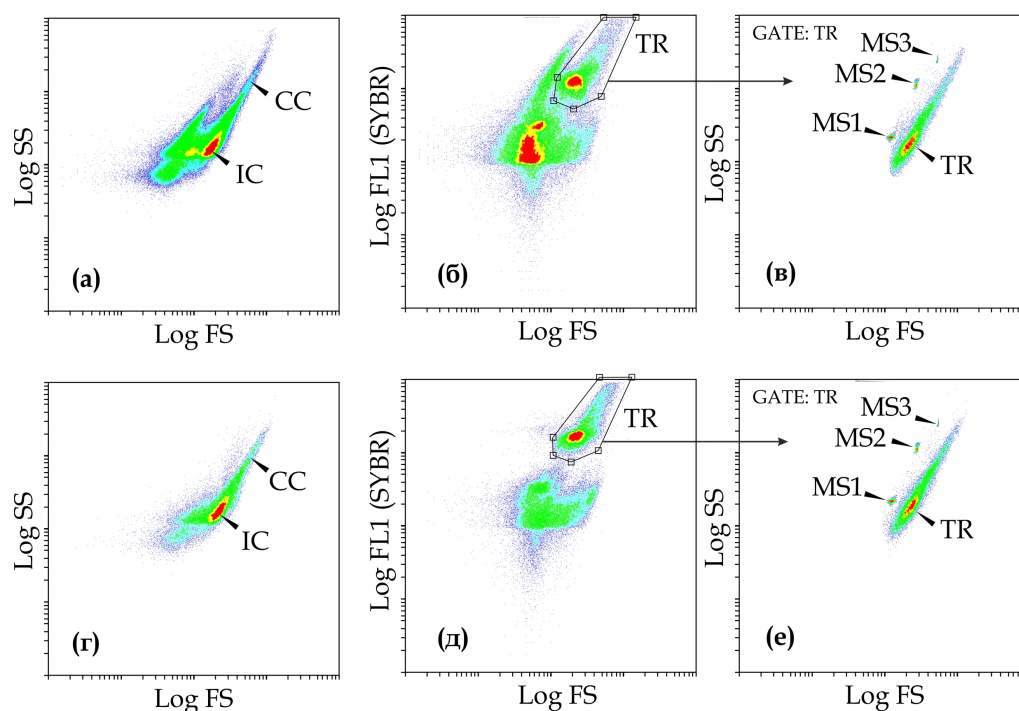 Log SS
CC
IC
(а)
Log FS
Log FL1 (SYBR)
TR
(б)
Log FS
GATE: TR
MS3
MS2
MS1
TR
Log SS
(в)
Log FS
Log SS
CC
IC
(г)
Log FS
Log FL1 (SYBR)
TR
(д)
Log FS
GATE: TR
MS3
MS2
MS1
TR
Log SS
(е)
Log FS